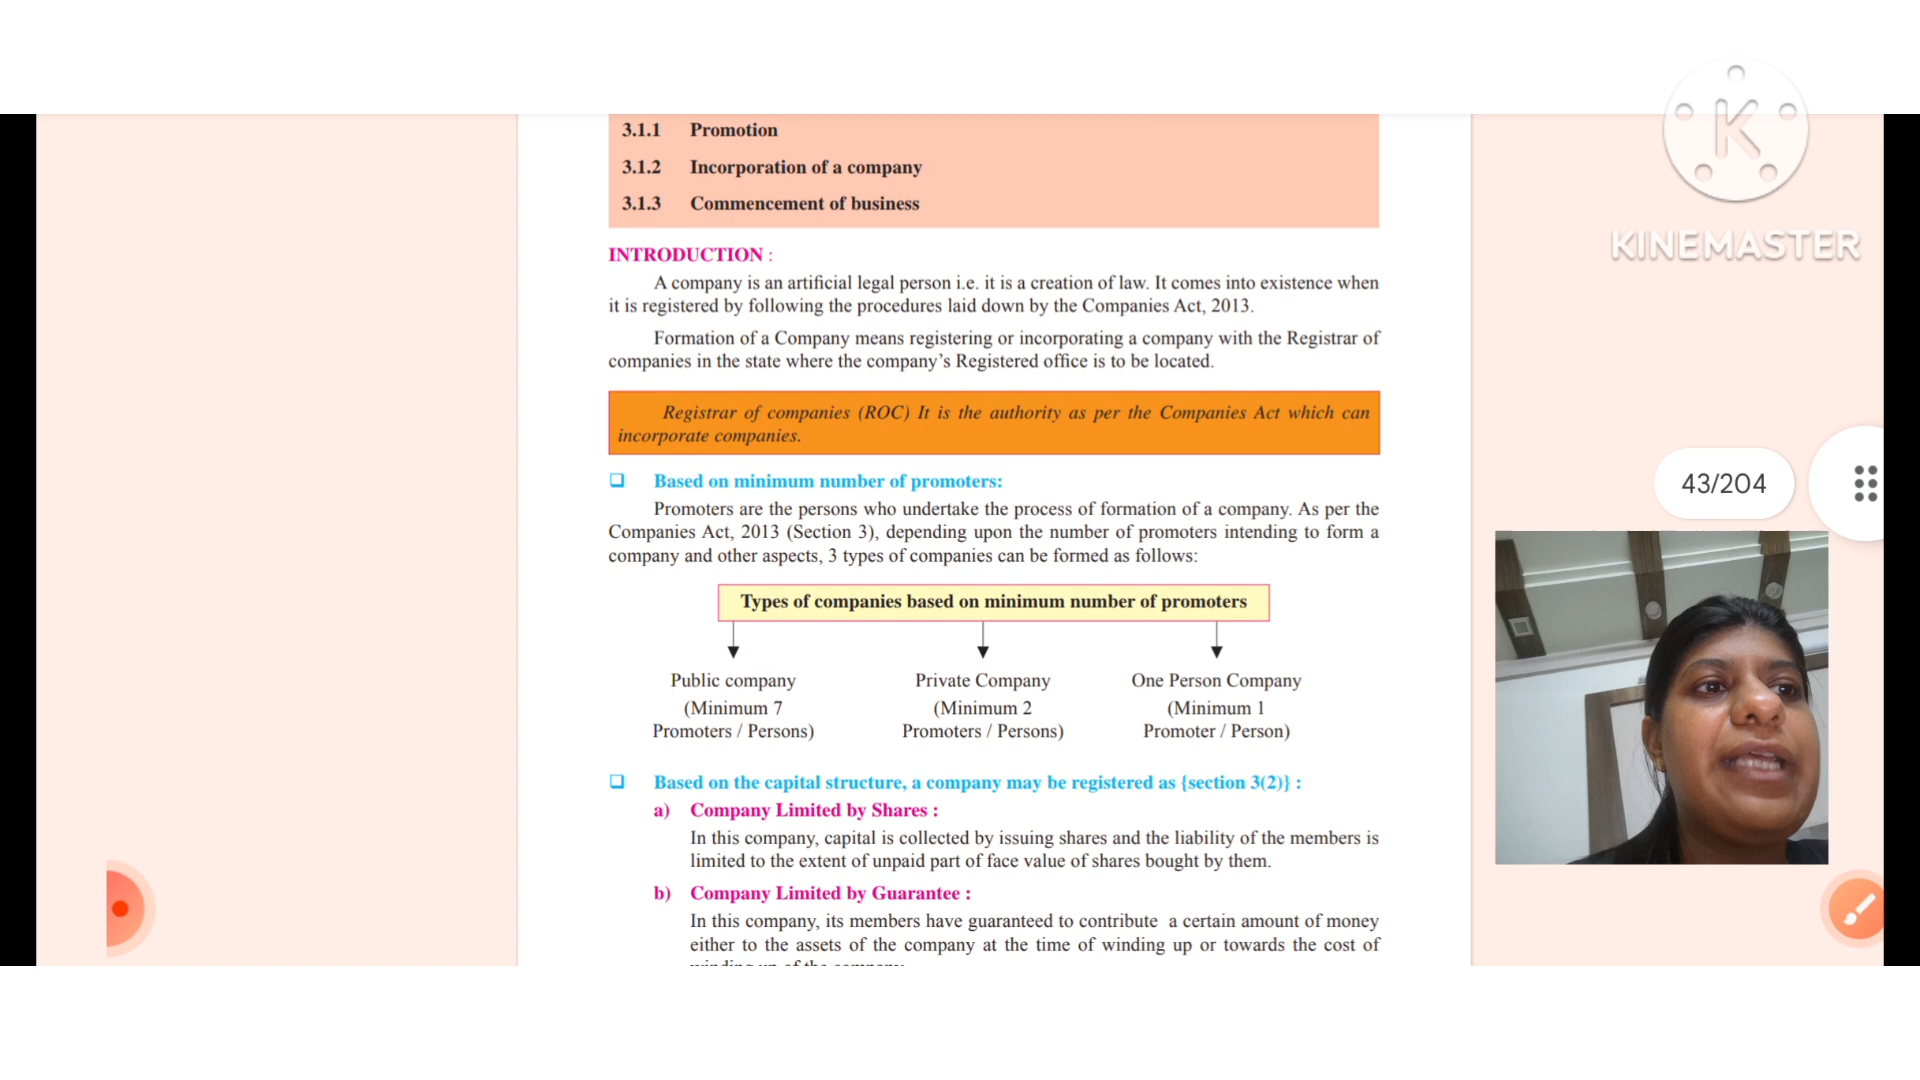 3.1.1 Promotion
3.1.2 Incorporation of a company
3.1.3 Commencement of business
INTRODUCTION :
A company is an artificial legal person i.e. it is a creation of law. It comes into existence when
it is registered by following the procedures laid down by the Companies Act, 2013.
Formation of a Company means registering or incorporating a company with the Registrar of
companies in the state where the company's Registered office is to be located.
Registrar of companies (ROC) It is the authority as per the Companies Act which can
incorporate companies.
❑ Based on minimum number of promoters:
Promoters are the persons who undertake the process of formation of a company. As per the
Companies Act, 2013 (Section 3), depending upon the number of promoters intending to form a
company and other aspects, 3 types of companies can be formed as follows:
Types of companies based on minimum number of promoters
Public company
(Minimum 7
Promoters / Persons)
Private Company
(Minimum 2
Promoters / Persons)
One Person Company
(Minimum 1
Promoter / Person)
❑ Based on the capital structure, a company may be registered as {section 3(2)} :
a) Company Limited by Shares :
In this company, capital is collected by issuing shares and the liability of the members is
limited to the extent of unpaid part of face value of shares bought by them.
b) Company Limited by Guarantee :
In this company, its members have guaranteed to contribute a certain amount of money
either to the assets of the company at the time of winding up or towards the cost of
K
KINEMASTER
43/204